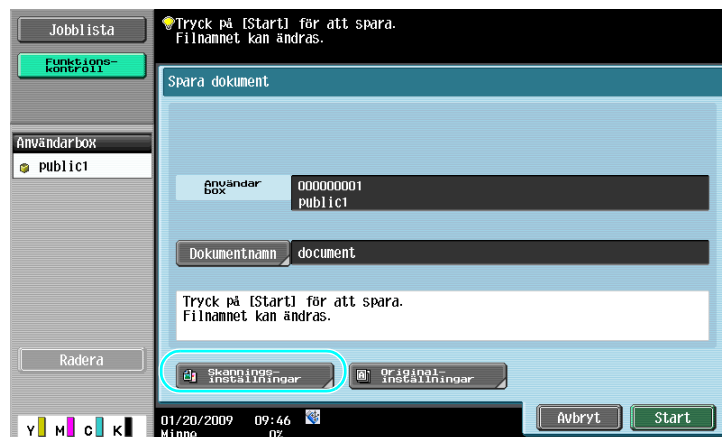 Jobblista
Funktions-
kontroll
Användarbox
public1
Radera
Y M C K
Tryck på [Start] för att spara.
Filnamnet kan ändras.
Spara dokument
Användar
box
000000001
public1
Dokumentnamn
document
Tryck på [Start] för att spara.
Filnamnet kan ändras.
Skannings-
inställningar
Original-
inställningar
01/20/2009 09:46
Minne 0%
Avbryt
Start